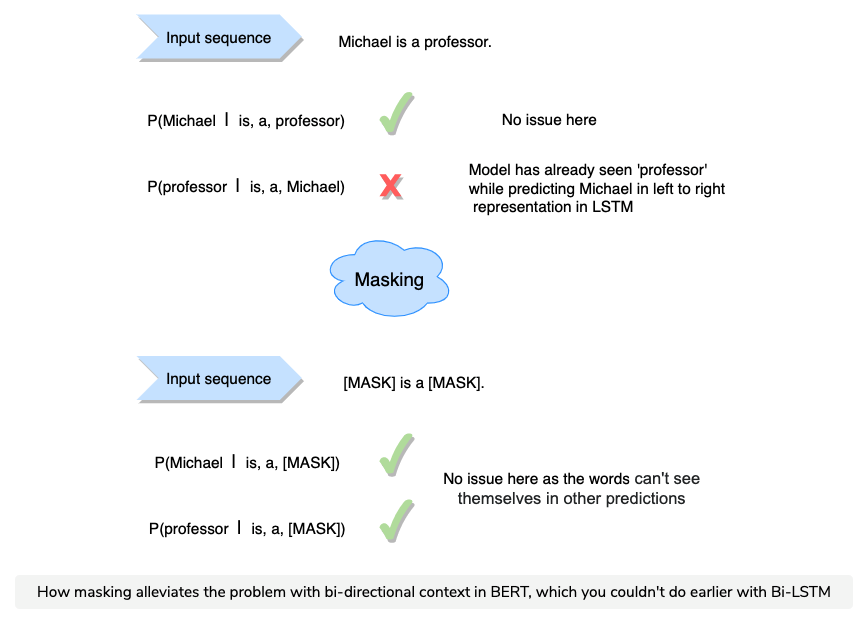 Input sequence
Michael is a professor.
P(Michael | is, a, professor)
No issue here
P(professor | is, a, Michael)
X
Model has already seen 'professor'
while predicting Michael in left to right
representation in LSTM
Masking
Input sequence
[MASK] is a [MASK].
P(Michael | is, a, [MASK])
P(professor | is, a, [MASK])
No issue here as the words can't see
themselves in other predictions
How masking alleviates the problem with bi-directional context in BERT, which you couldn't do earlier with Bi-LSTM